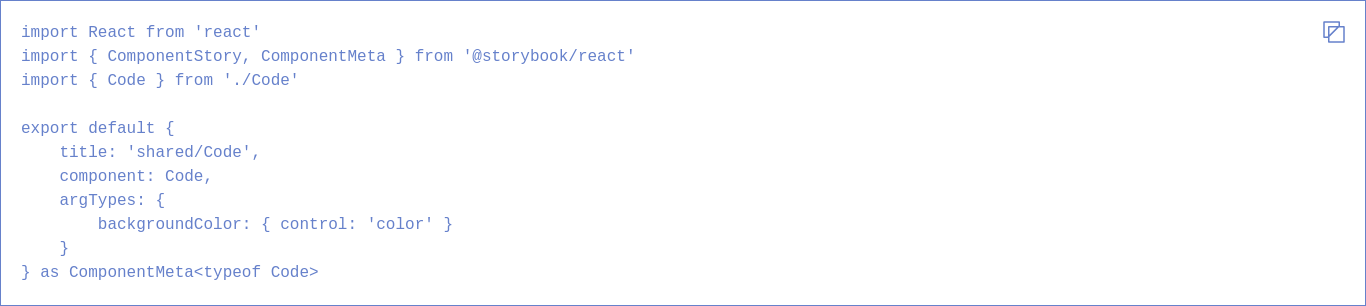 import React from 'react'
import { ComponentStory, ComponentMeta } from '@storybook/react'
import { Code } from './Code'

export default {
    title: 'shared/Code',
    component: Code,
    argTypes: {
        backgroundColor: { control: 'color' }
    }
} as ComponentMeta<typeof Code>